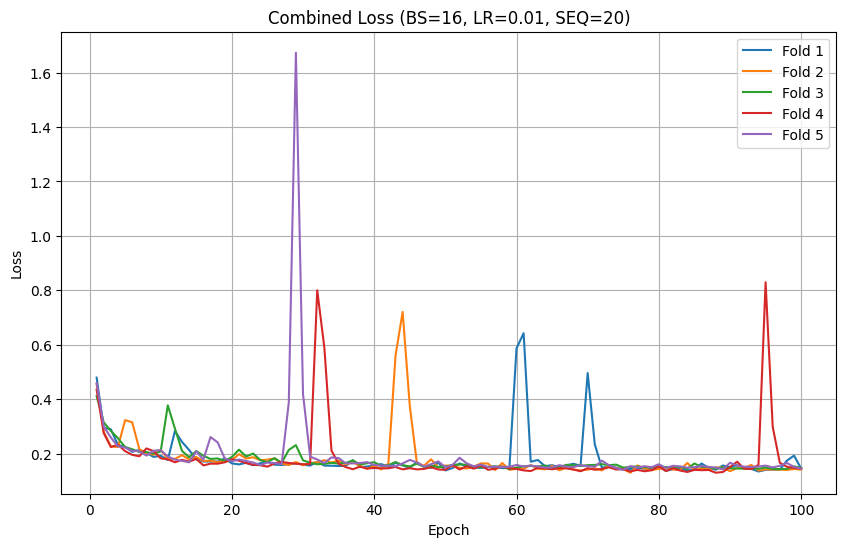 Combined Loss (BS=16, LR=0.01, SEQ=20)
Fold 1
Fold 2
Fold 3
Fold 4
Fold 5
1.6
1.4
1.2
1.0
0.8
0.6
0.4
0.2
Loss
0 20 40 60 80 100
Epoch